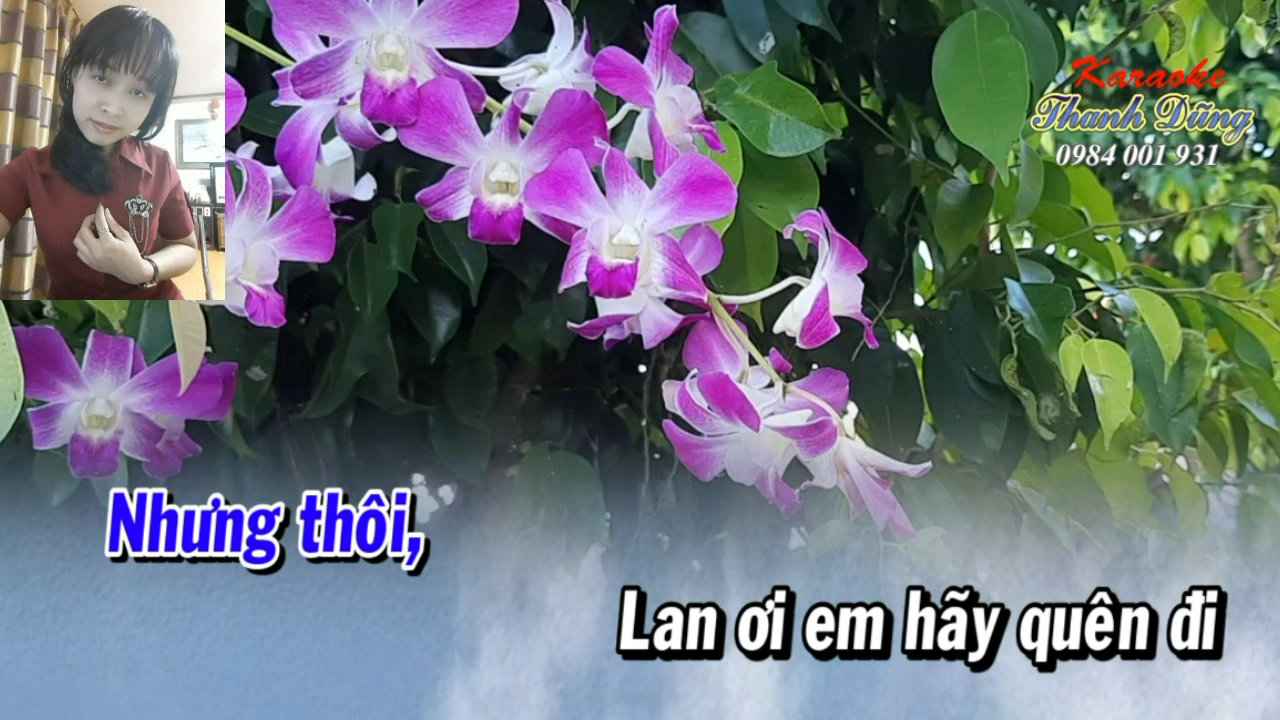 Karaoke
Thanh Dũng
0984 001 931
Nhưng thôi,
Lan ơi em hãy quên đi